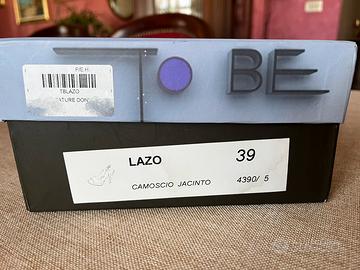 TO BE
P/E H.
TBLAZO
ATURE DON
LAZO
39
CAMOSCIO JACINTO
4390/ 5